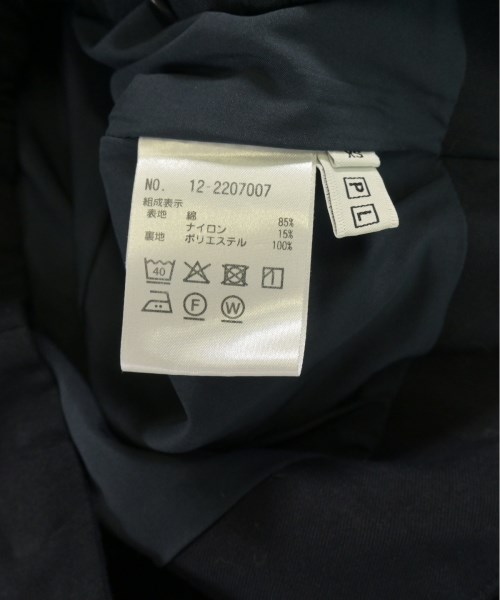 NO. 12-2207007
組成表示
表地 綿 85%
ナイロン 15%
裏地 ポリエステル 100%
40
F W
P L